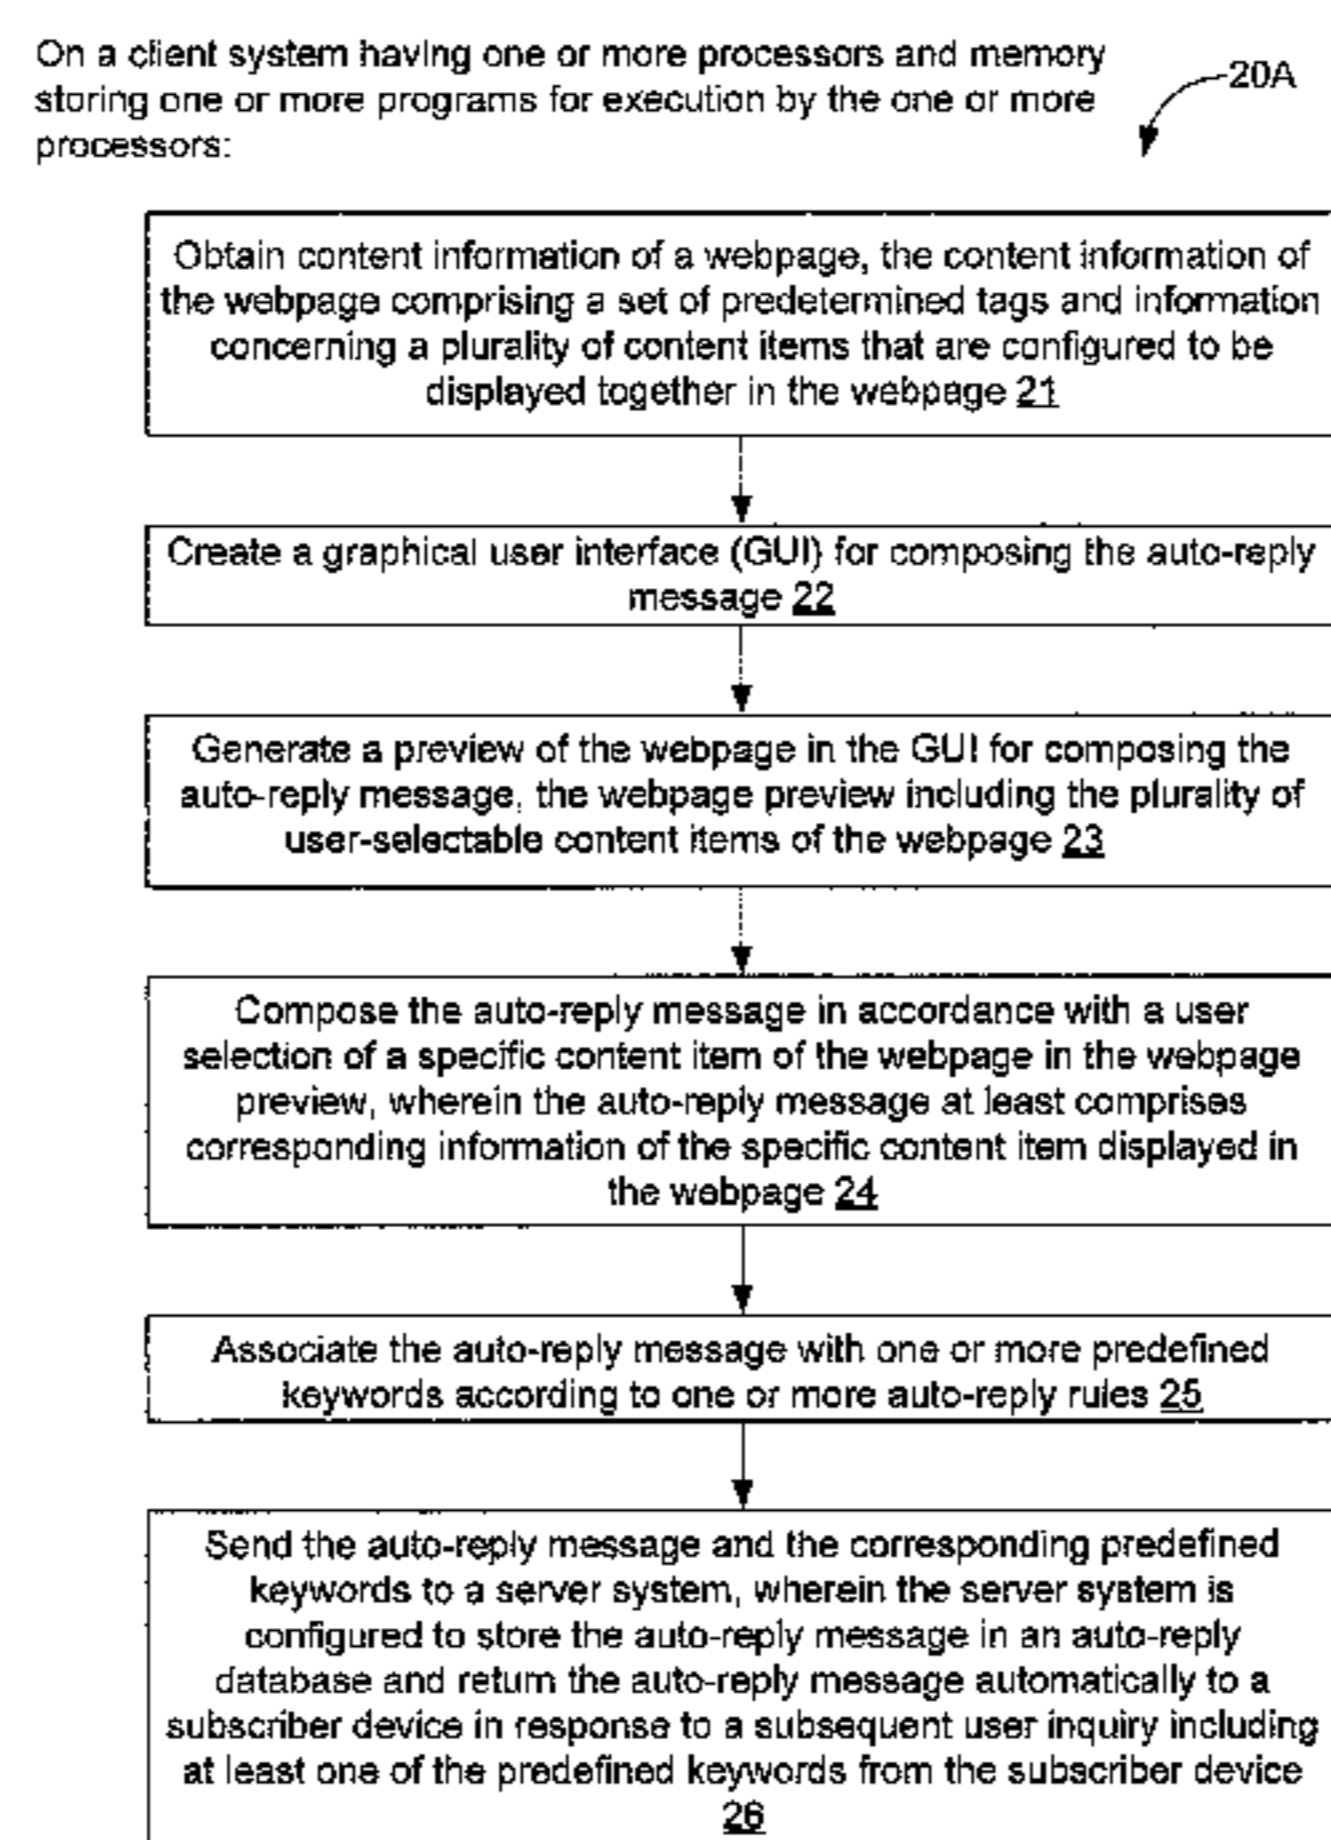 On a client system having one or more processors and memory
storing one or more programs for execution by the one or more
processors:
20A
Obtain content information of a webpage, the content information of
the webpage comprising a set of predetermined tags and information
concerning a plurality of content items that are configured to be
displayed together in the webpage 21
Create a graphical user interface (GUI) for composing the auto-reply
message 22
Generate a preview of the webpage in the GUI for composing the
auto-reply message, the webpage preview including the plurality of
user-selectable content items of the webpage 23
Compose the auto-reply message in accordance with a user
selection of a specific content item of the webpage in the webpage
preview, wherein the auto-reply message at least comprises
corresponding information of the specific content item displayed in
the webpage 24
Associate the auto-reply message with one or more predefined
keywords according to one or more auto-reply rules 25
Send the auto-reply message and the corresponding predefined
keywords to a server system, wherein the server system is
configured to store the auto-reply message in an auto-reply
database and return the auto-reply message automatically to a
subscriber device in response to a subsequent user inquiry including
at least one of the predefined keywords from the subscriber device
26